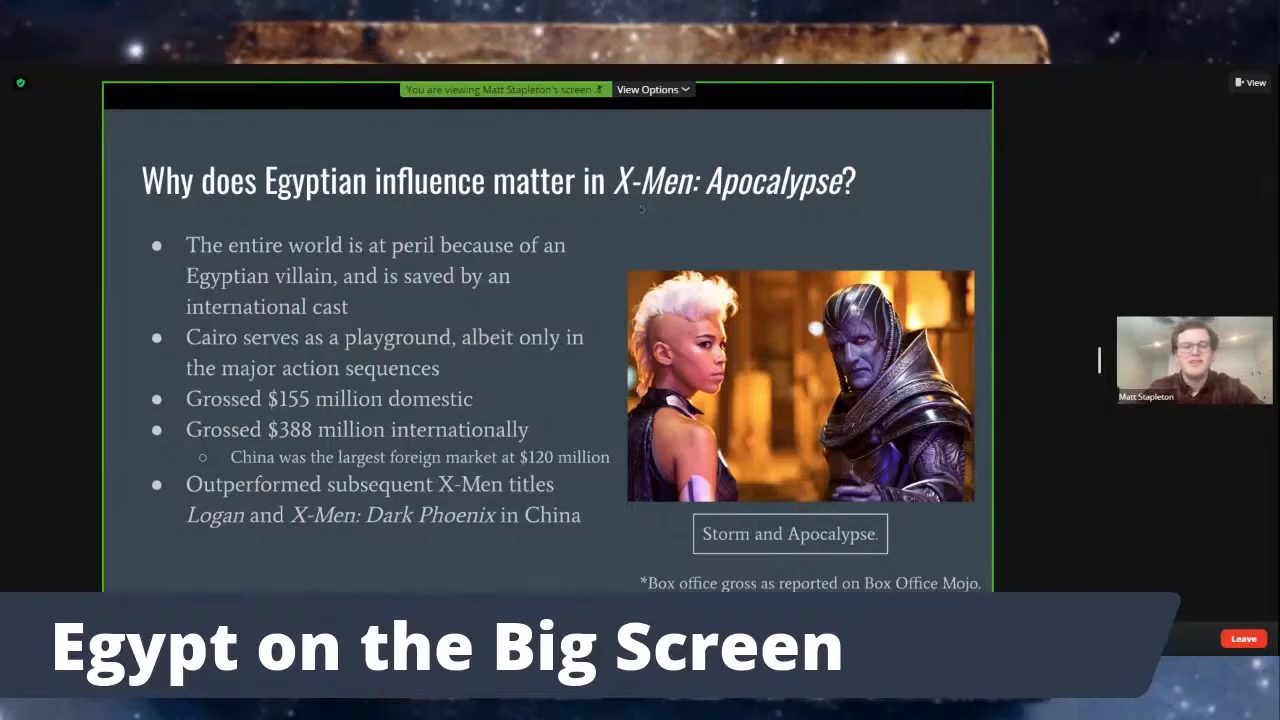 You are viewing Matt Stapleton's screen
View Options
View
Why does Egyptian influence matter in X-Men: Apocalypse?
● The entire world is at peril because of an
Egyptian villain, and is saved by an
international cast
● Cairo serves as a playground, albeit only in
the major action sequences
● Grossed $155 million domestic
● Grossed $388 million internationally
○ China was the largest foreign market at $120 million
● Outperformed subsequent X-Men titles
Logan and X-Men: Dark Phoenix in China
Storm and Apocalypse.
*Box office gross as reported on Box Office Mojo.
Matt Stapleton
Leave
Egypt on the Big Screen